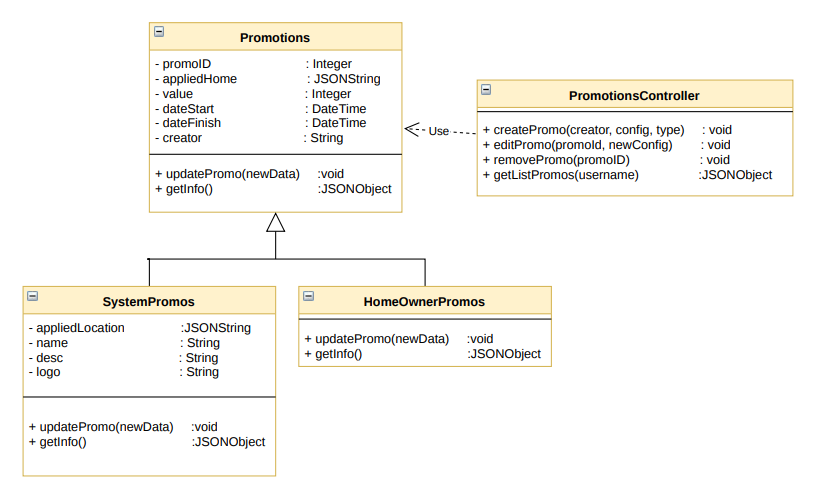 Promotions
- promoID : Integer
- appliedHome : JSONString
- value : Integer
- dateStart : DateTime
- dateFinish : DateTime
- creator : String
+ updatePromo(newData) :void
+ getInfo() :JSONObject
Use
PromotionsController
+ createPromo(creator, config, type) : void
+ editPromo(promoId, newConfig) : void
+ removePromo(promoID) : void
+ getListPromos(username) :JSONObject
SystemPromos
- appliedLocation :JSONString
- name : String
- desc : String
- logo : String
+ updatePromo(newData) :void
+ getInfo() :JSONObject
HomeOwnerPromos
+ updatePromo(newData) :void
+ getInfo() :JSONObject